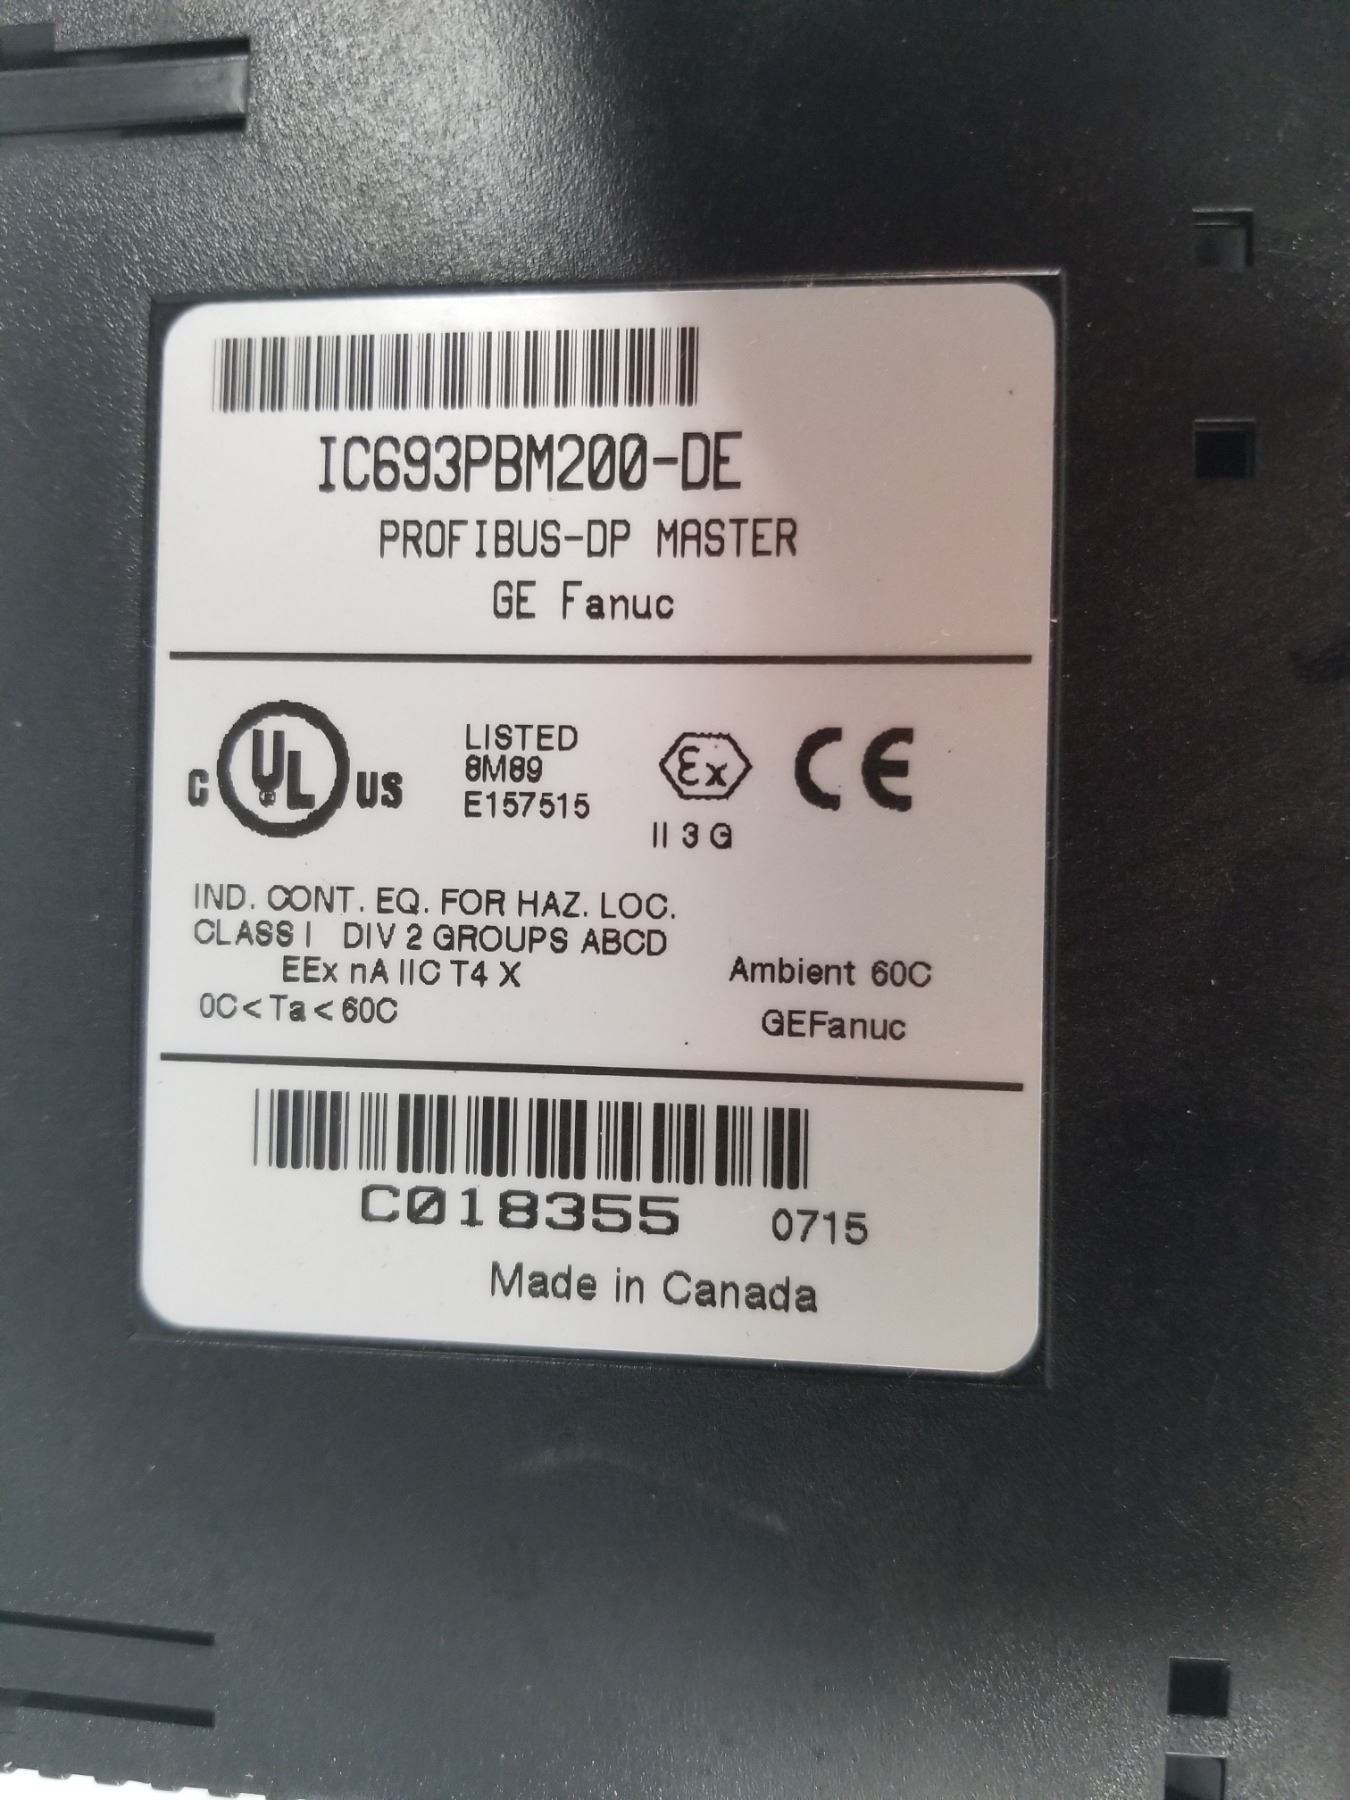 IC693PBM200-DE
PROFIBUS-DP MASTER
GE Fanuc
C UL US
LISTED
8M89
E157515
Ex
II 3 G
CE
IND. CONT. EQ. FOR HAZ. LOC.
CLASS I DIV 2 GROUPS ABCD
EEx nA IIC T4 X
0C < Ta < 60C
Ambient 60C
GEFanuc
C018355 0715
Made in Canada